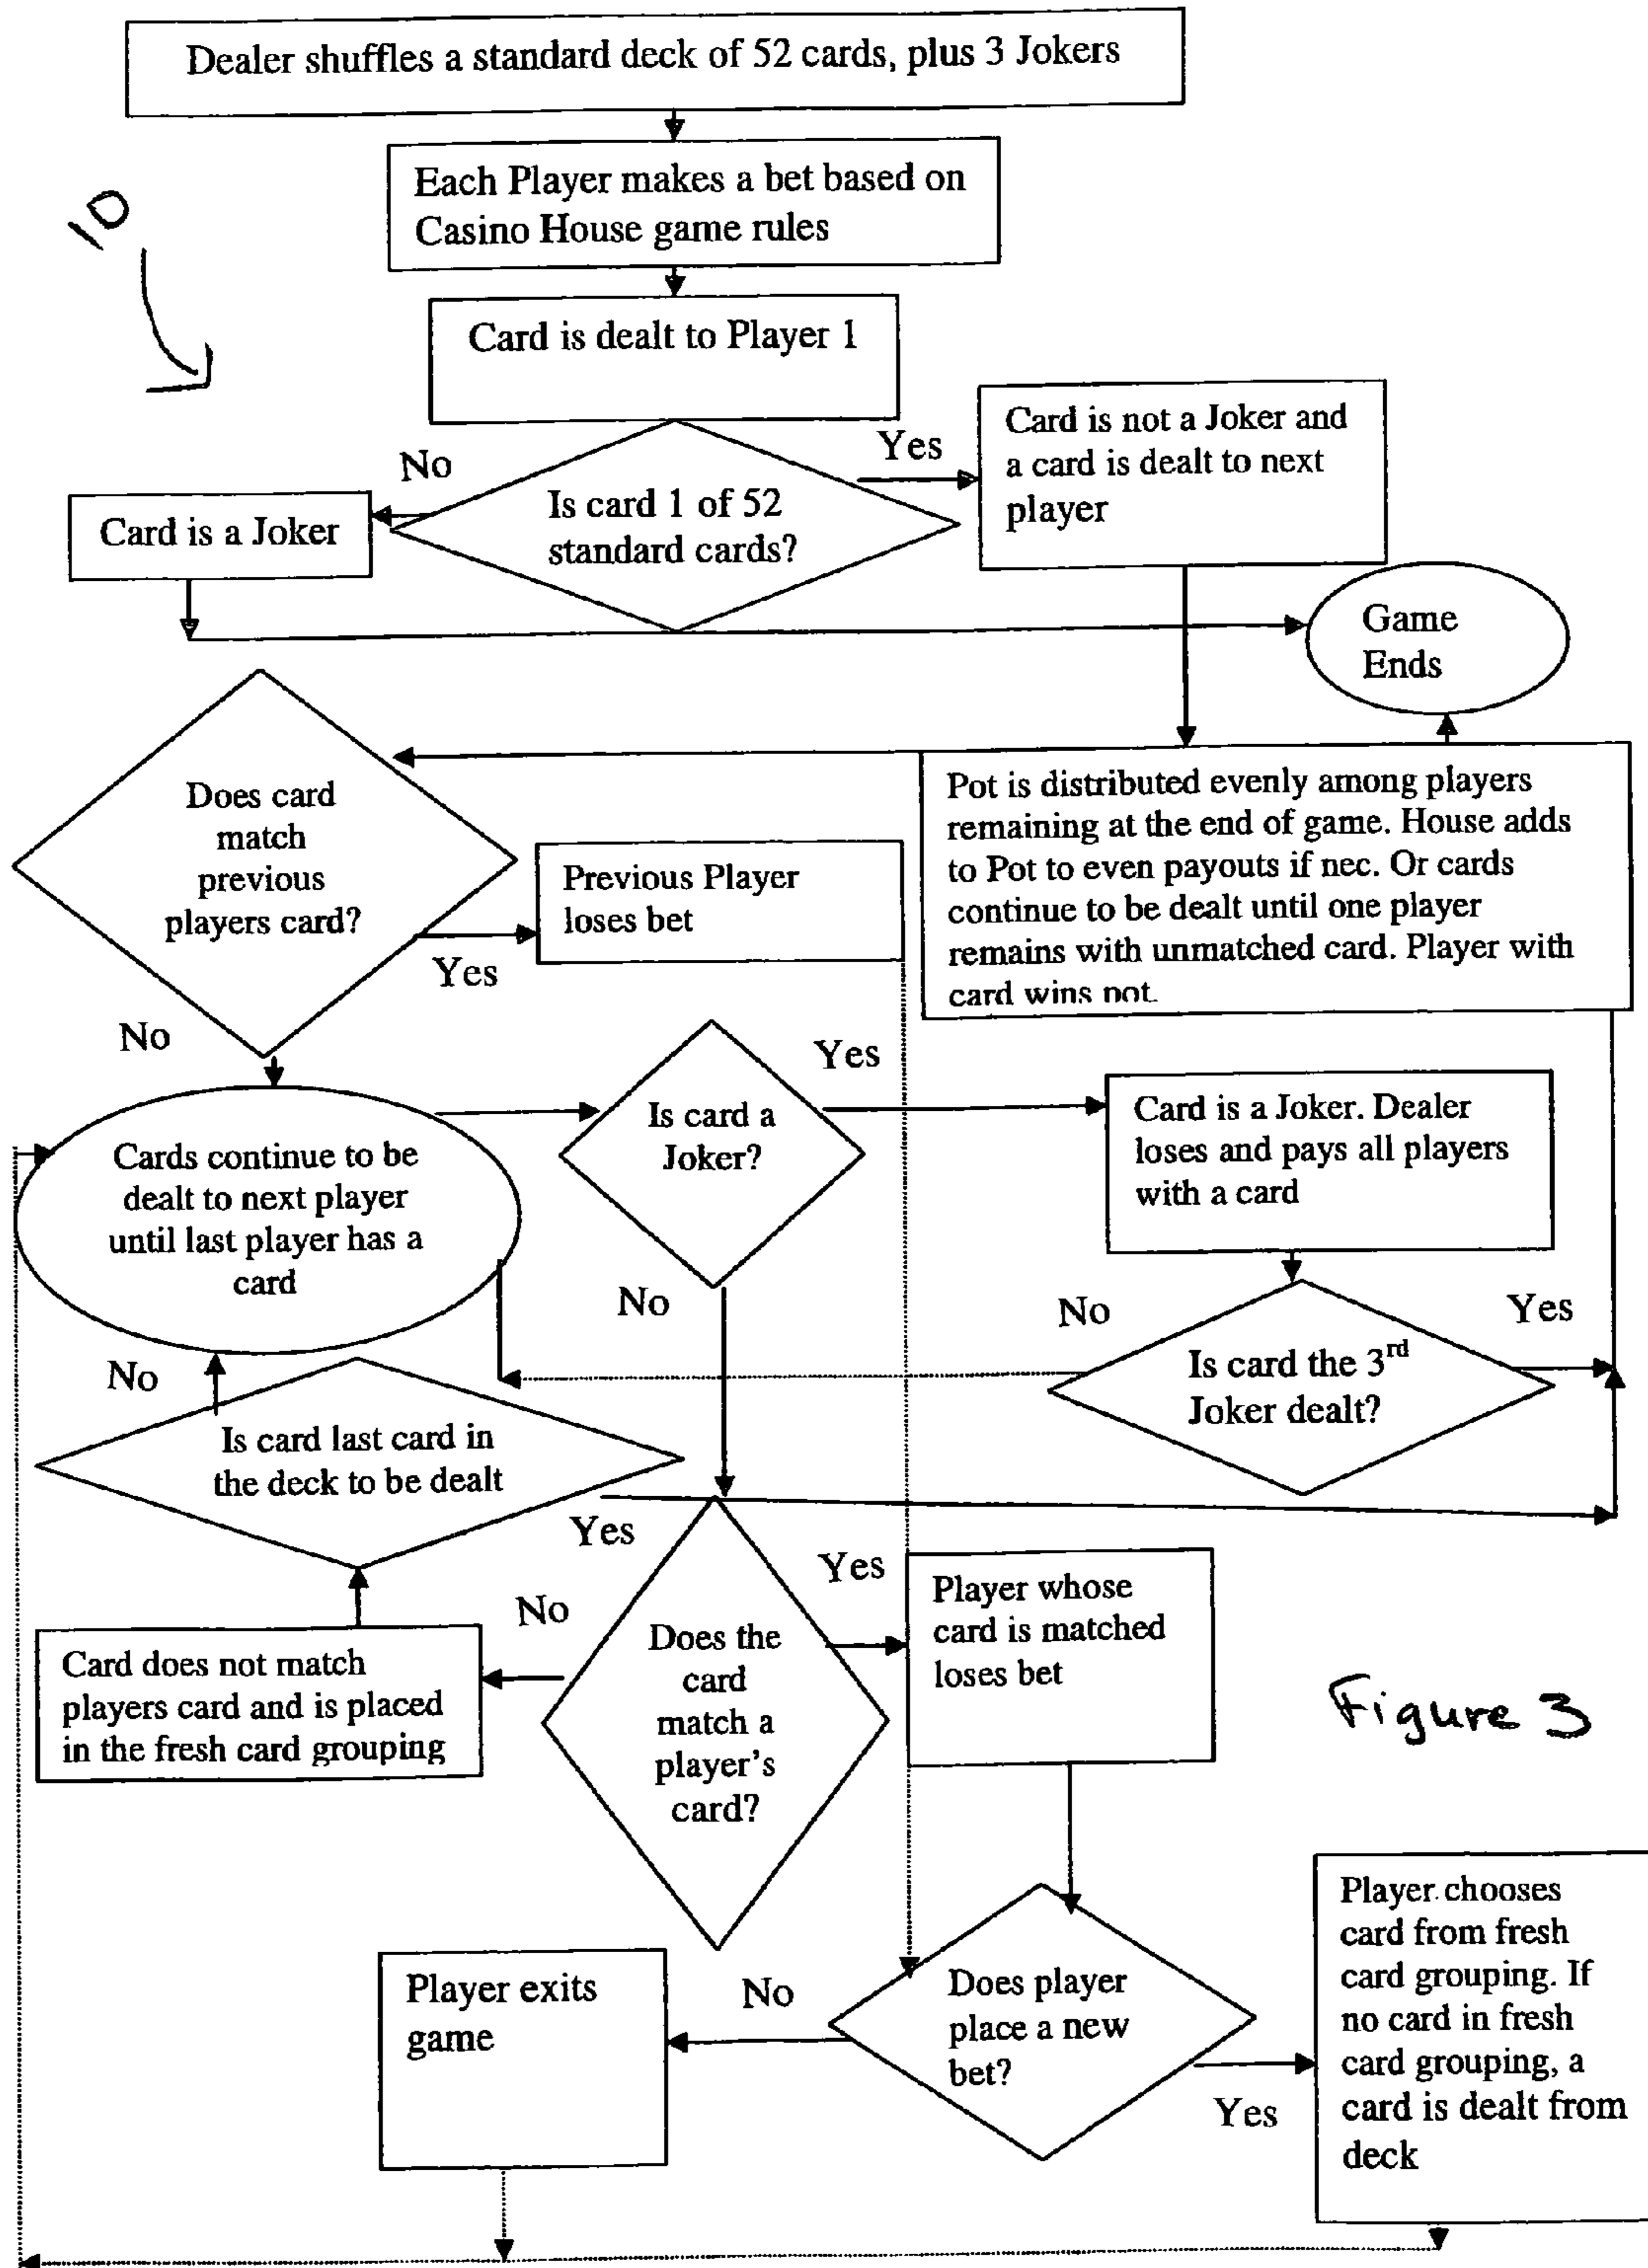 Dealer shuffles a standard deck of 52 cards, plus 3 Jokers
Each Player makes a bet based on
Casino House game rules
10
Card is dealt to Player 1
No
Yes
Card is not a Joker and
a card is dealt to next
player
Card is a Joker
Is card 1 of 52
standard cards?
Game
Ends
Does card
match
previous
players card?
Yes
No
Previous Player
loses bet
Pot is distributed evenly among players
remaining at the end of game. House adds
to Pot to even payouts if nec. Or cards
continue to be dealt until one player
remains with unmatched card. Player with
card wins pot.
Cards continue to be
dealt to next player
until last player has a
card
Is card a
Joker?
Yes
No
Card is a Joker. Dealer
loses and pays all players
with a card
No
Yes
Is card the 3rd
Joker dealt?
No
Is card last card in
the deck to be dealt
Yes
Yes
No
Card does not match
players card and is placed
in the fresh card grouping
Does the
card
match a
player's
card?
Player whose
card is matched
loses bet
Figure 3
Player exits
game
No
Does player
place a new
bet?
Yes
Player chooses
card from fresh
card grouping. If
no card in fresh
card grouping, a
card is dealt from
deck